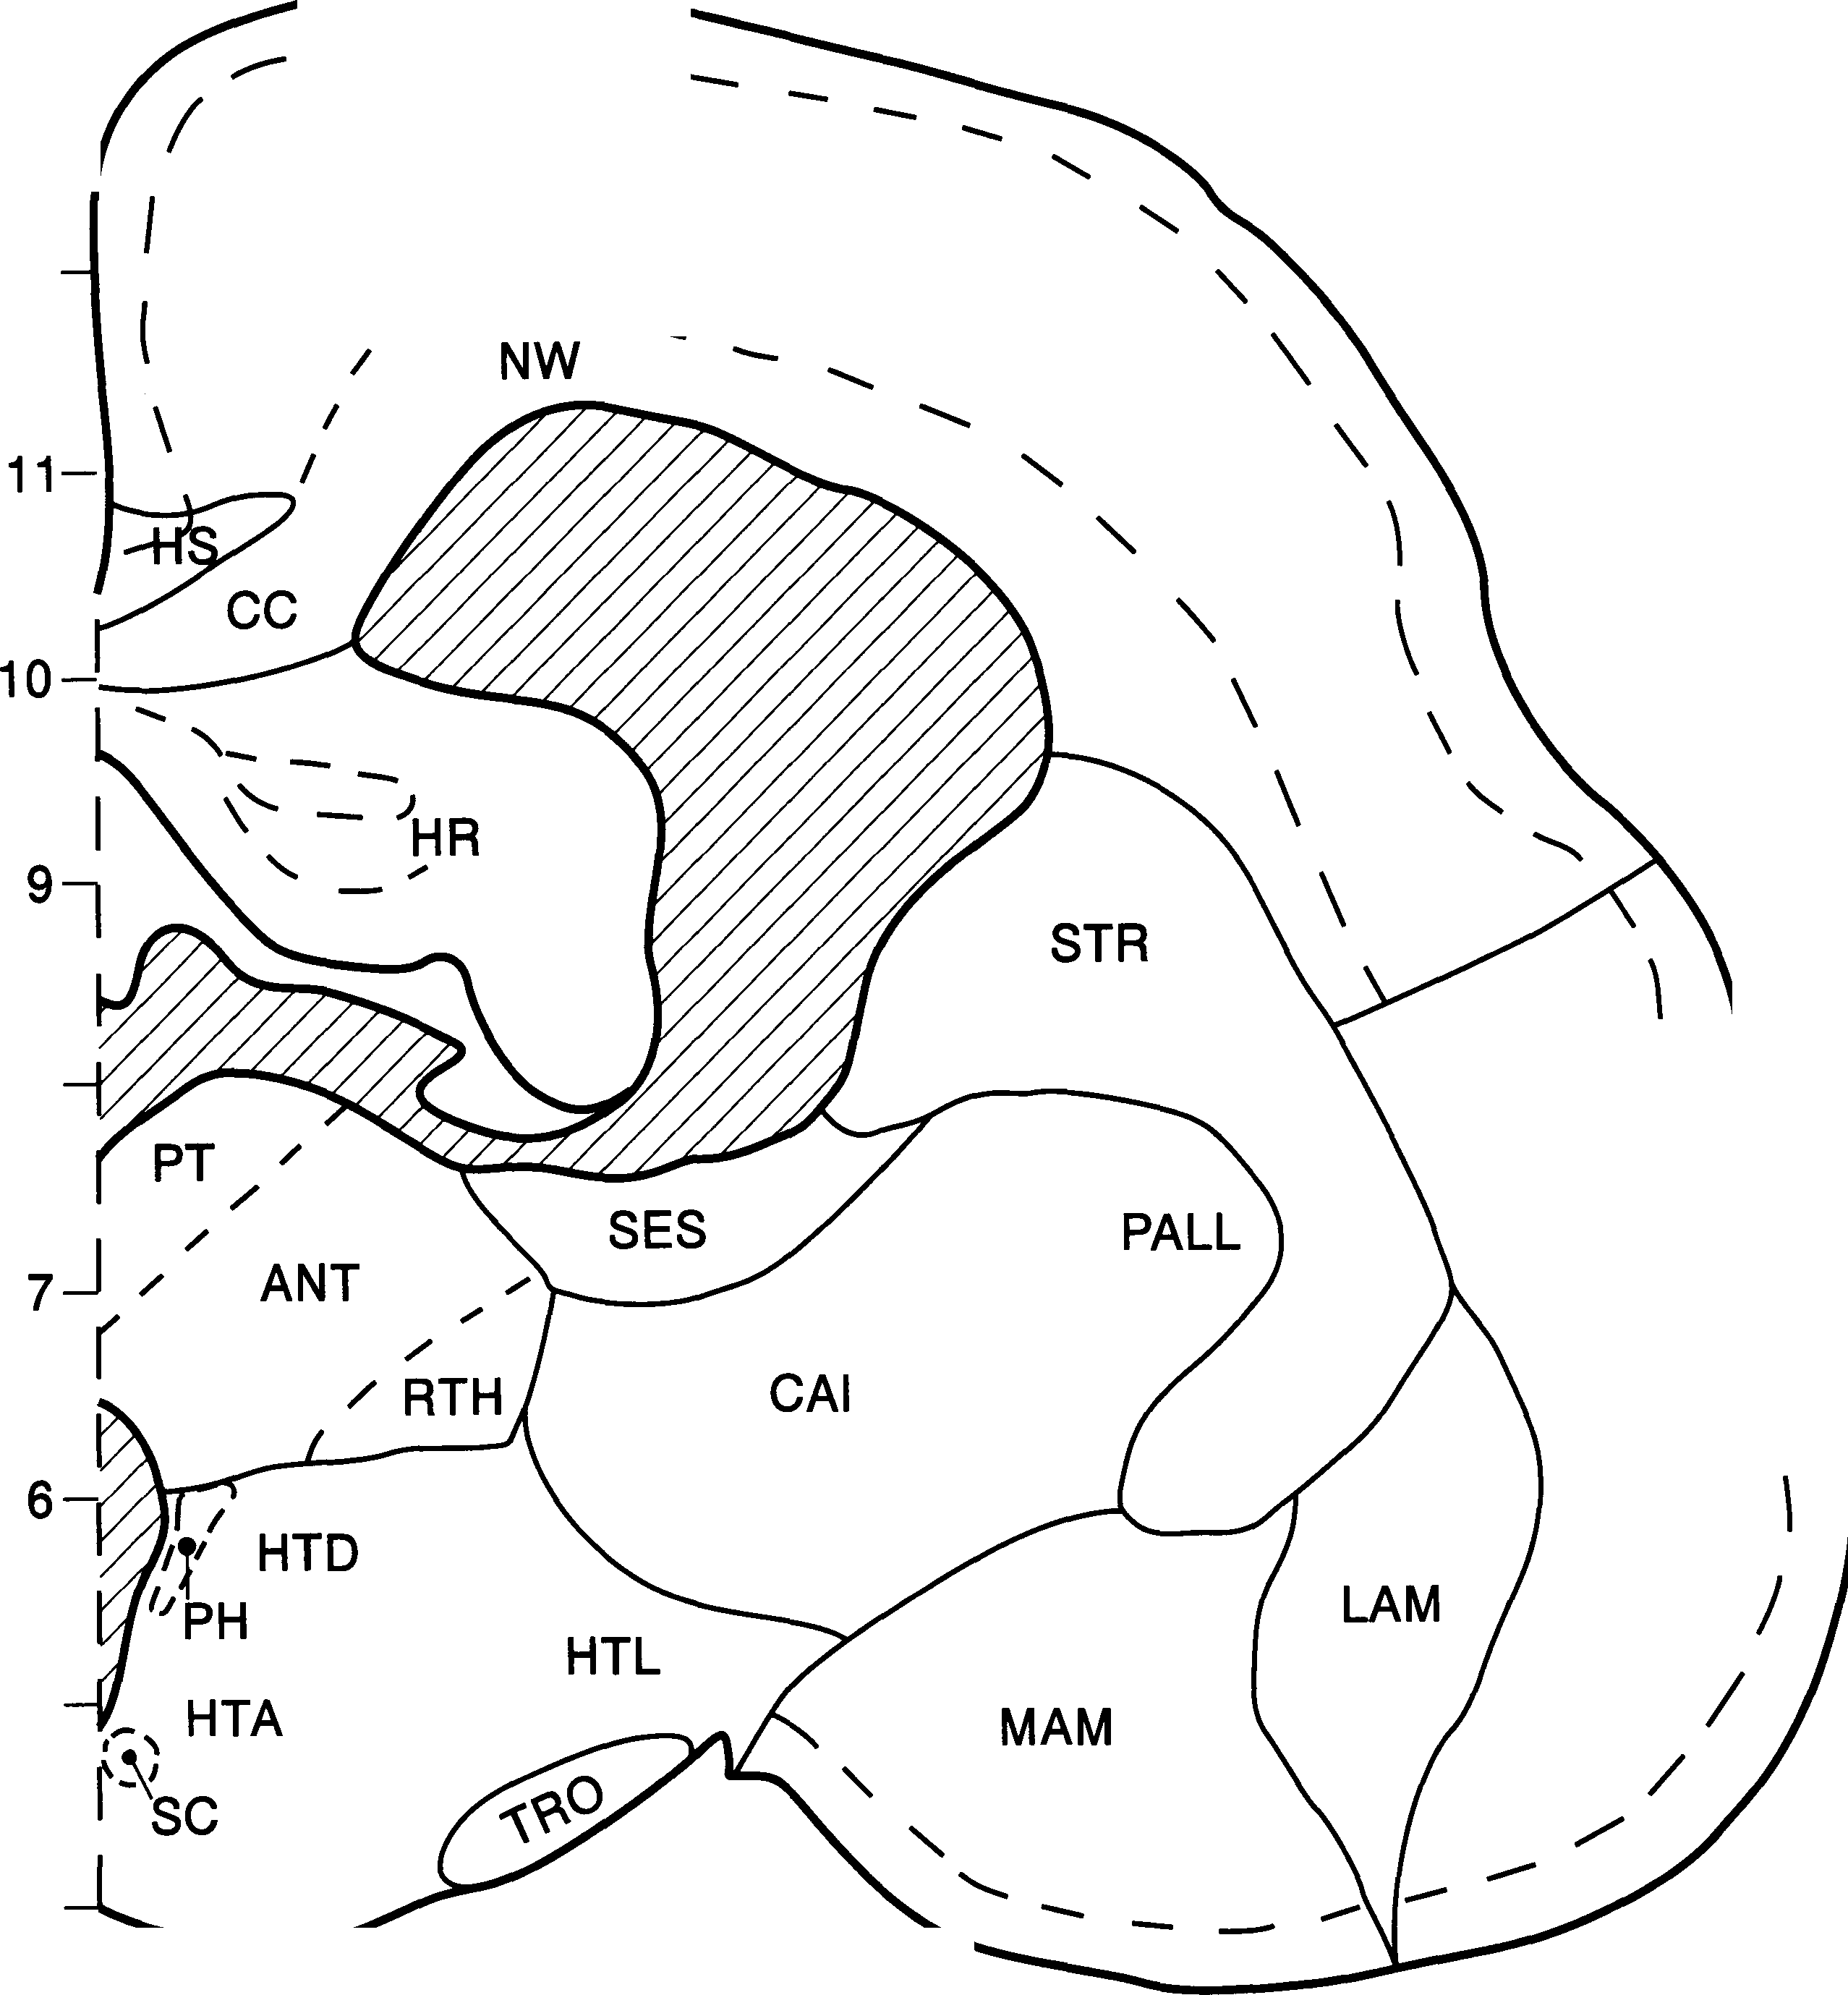 NW
11
HS
CC
10
HR
9
STR
PT
SES
PALL
7
ANT
CAI
RTH
6
HTD
PH
LAM
HTL
HTA
MAM
TRO
SC